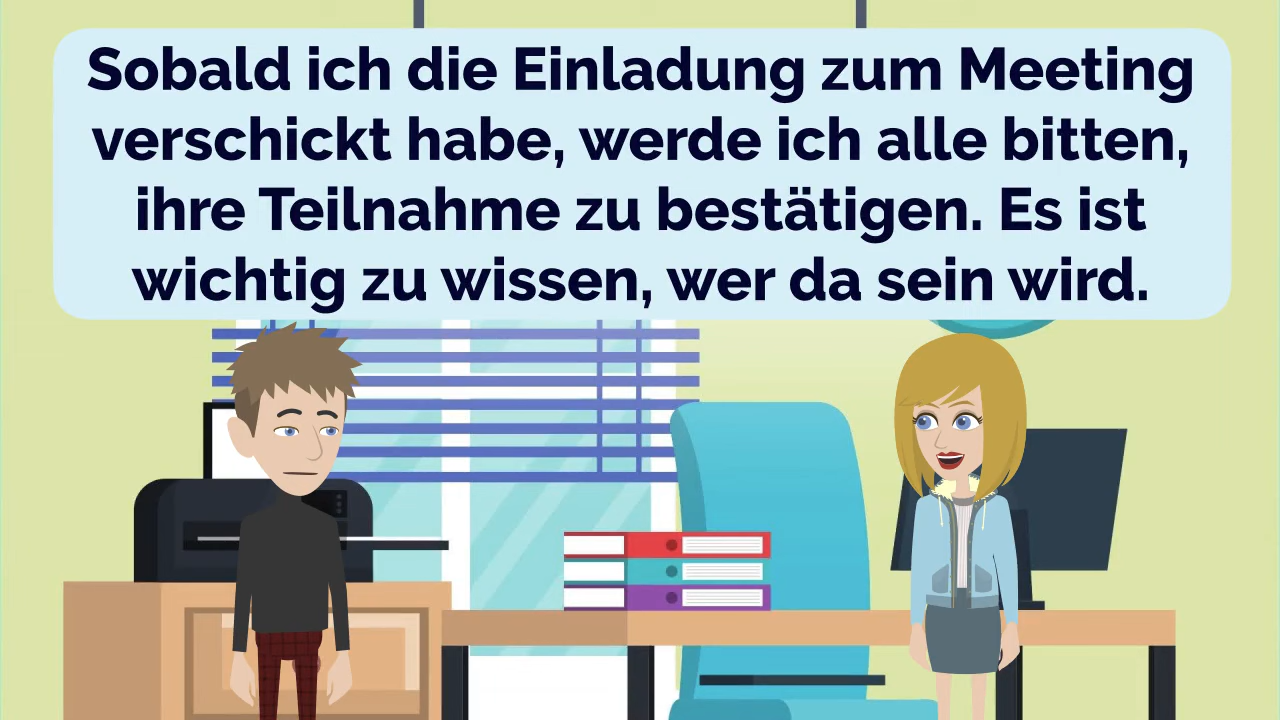 Sobald ich die Einladung zum Meeting
verschickt habe, werde ich alle bitten,
ihre Teilnahme zu bestätigen. Es ist
wichtig zu wissen, wer da sein wird.